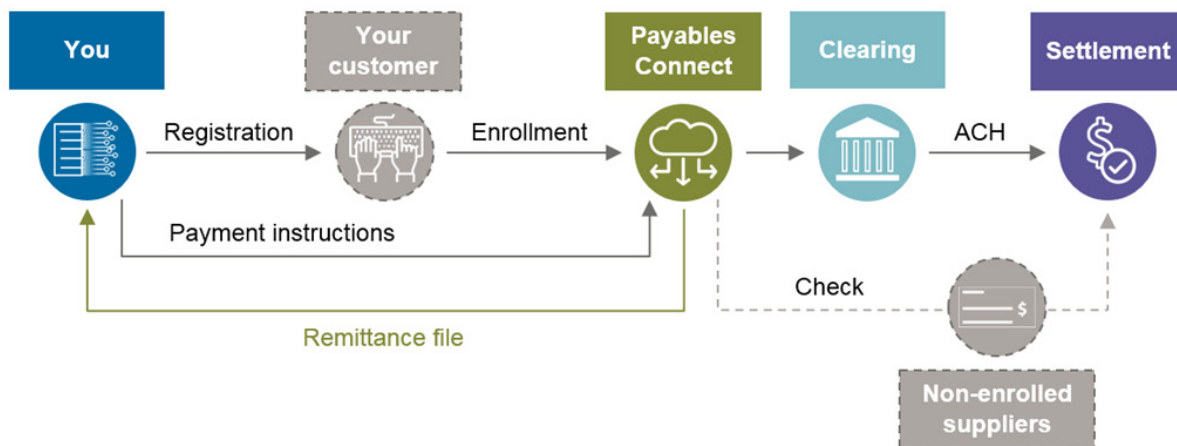 You
Your
customer
Payables
Connect
Clearing
Settlement
Registration
Enrollment
ACH
Payment instructions
Check
$
Remittance file
Non-enrolled
suppliers